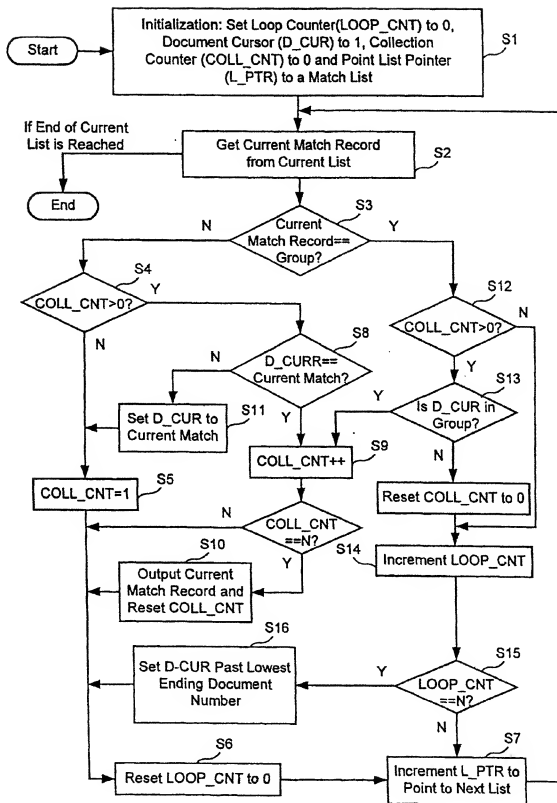 Start
Initialization: Set Loop Counter(LOOP_CNT) to 0,
Document Cursor (D_CUR) to 1, Collection
Counter (COLL_CNT) to 0 and Point List Pointer
(L_PTR) to a Match List
S1
If End of Current
List is Reached
Get Current Match Record
from Current List
S2
End
N
Current
Match Record==
Group?
S3
Y
S4
COLL_CNT>0?
Y
N
S12
COLL_CNT>0?
N
Y
S8
D_CURR==
Current Match?
N
Y
S13
Is D_CUR in
Group?
Y
N
Set D_CUR to
Current Match
S11
COLL_CNT++
S9
COLL_CNT=1
S5
Reset COLL_CNT to 0
N
COLL_CNT
==N?
Y
S14
Increment LOOP_CNT
S10
Output Current
Match Record and
Reset COLL_CNT
S16
Set D-CUR Past Lowest
Ending Document
Number
Y
S15
LOOP_CNT
==N?
N
S6
Reset LOOP_CNT to 0
S7
Increment L_PTR to
Point to Next List